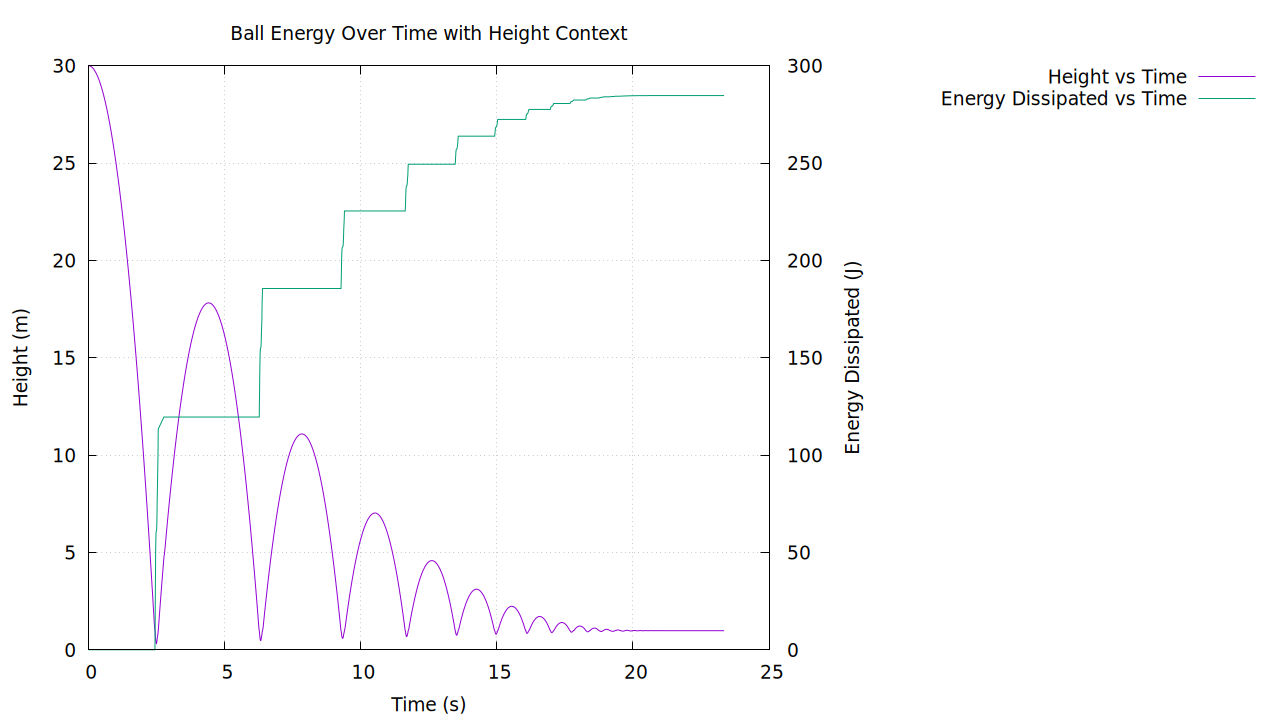 Ball Energy Over Time with Height Context
Height vs Time
Energy Dissipated vs Time
Height (m)
30
25
20
15
10
5
0
300
250
200
150
100
50
0
Energy Dissipated (J)
0 5 10 15 20 25
Time (s)